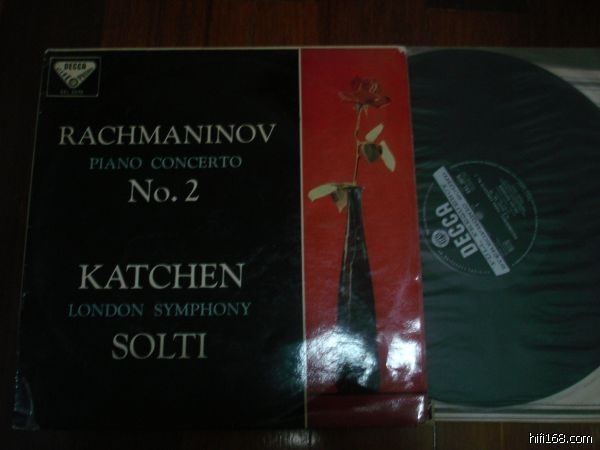 DECCA
RACHMANINOV
PIANO CONCERTO
No. 2
KATCHEN
LONDON SYMPHONY
SOLTI
DECCA
hifi168.com